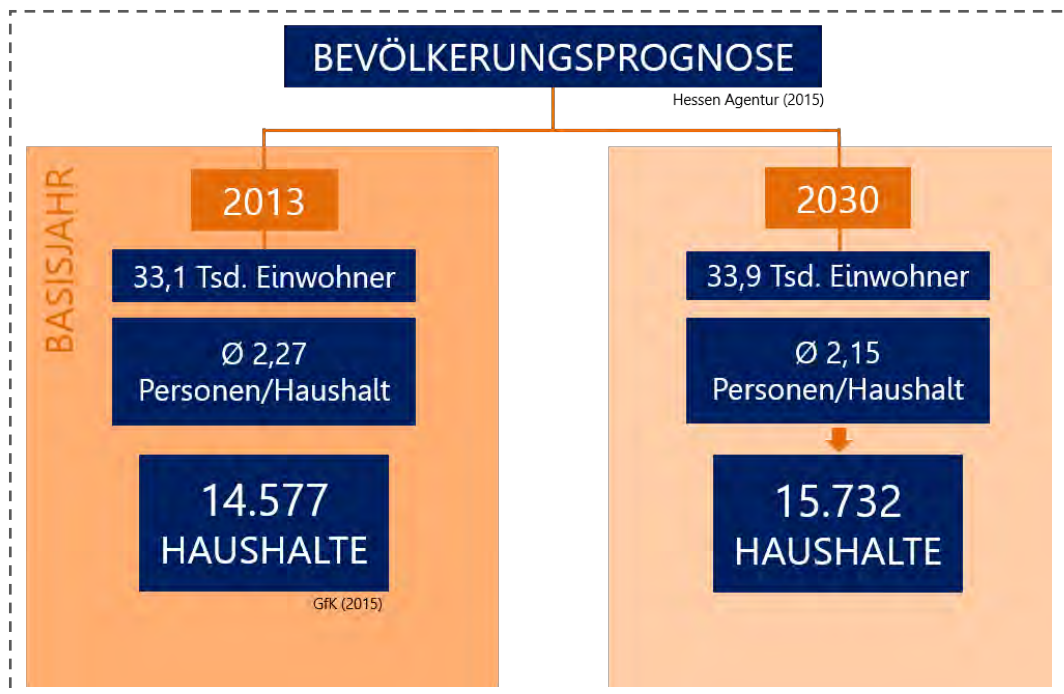 BEVÖLKERUNGSPROGNOSE
Hessen Agentur (2015)
BASISJAHR
2013
33,1 Tsd. Einwohner
Ø 2,27
Personen/Haushalt
14.577
HAUSHALTE
GfK (2015)
2030
33,9 Tsd. Einwohner
Ø 2,15
Personen/Haushalt
15.732
HAUSHALTE